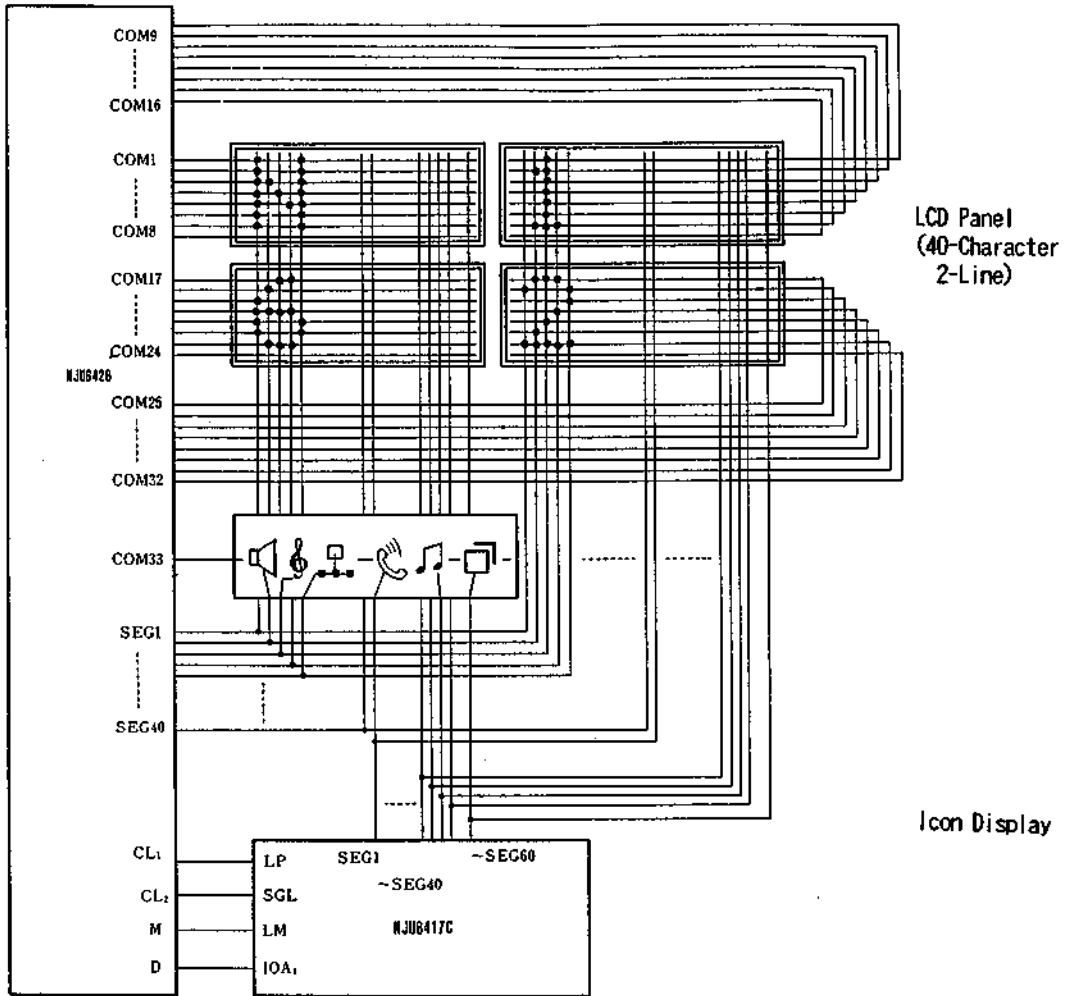 COM9
COM16
COM1
COM8
COM17
COM24
NJU6426
COM25
COM32
COM33
SEG1
SEG40
LCD Panel
(40-Character
2-Line)
Icon Display
CL1
CL2
M
D
LP
SGL
LM
IOA1
SEG1
~SEG60
~SEG40
NJU6417C